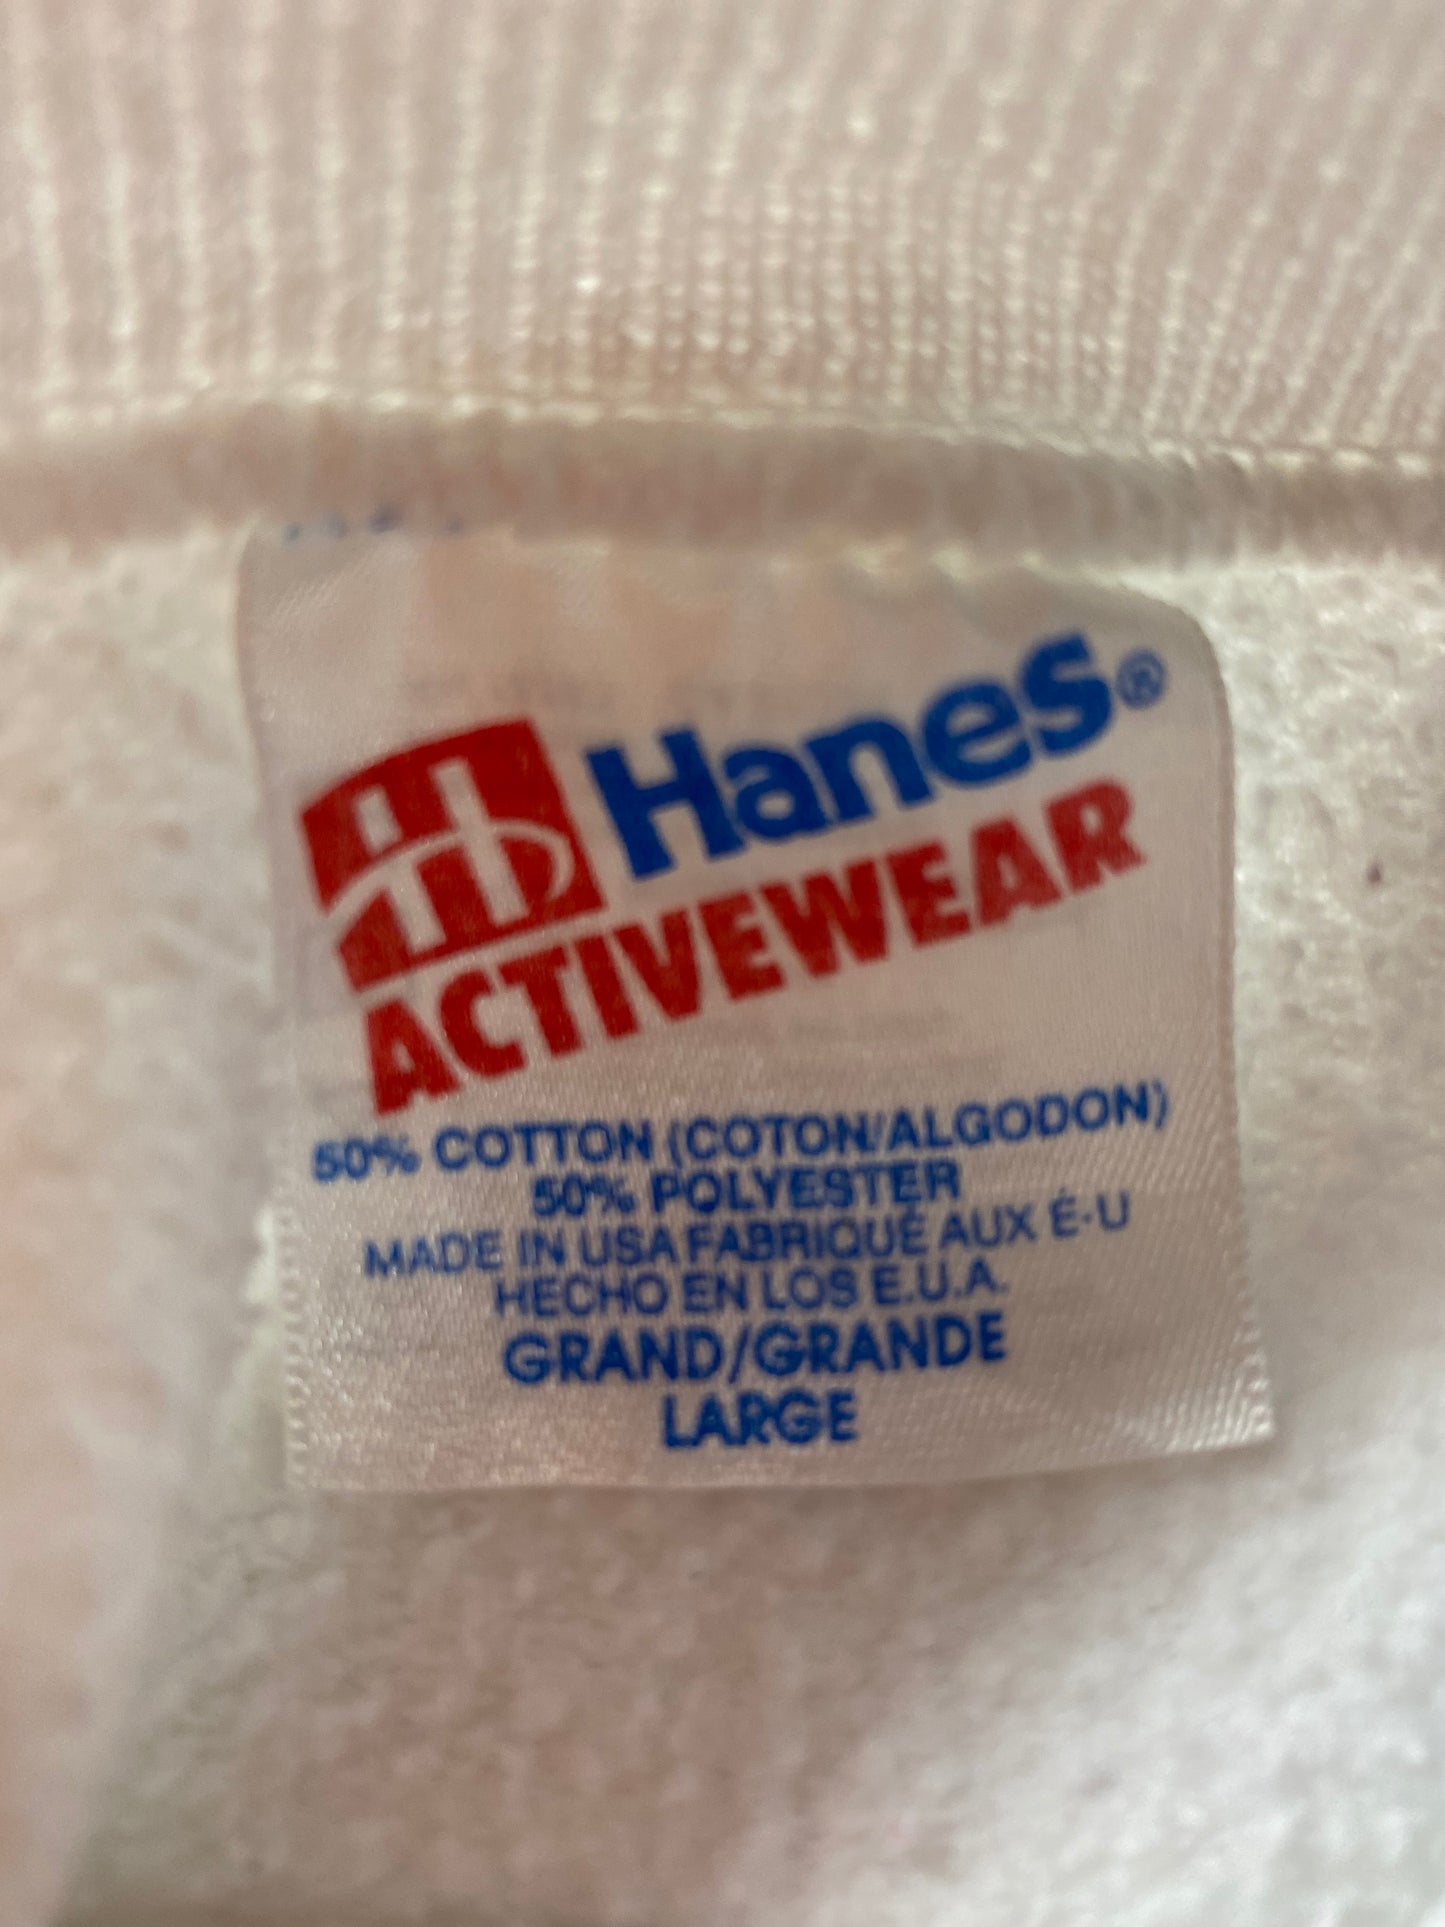 Hanes®
ACTIVEWEAR
50% COTTON (COTON/ALGODON)
50% POLYESTER
MADE IN USA FABRIQUÉ AUX É-U
HECHO EN LOS E.U.A.
GRAND/GRANDE
LARGE